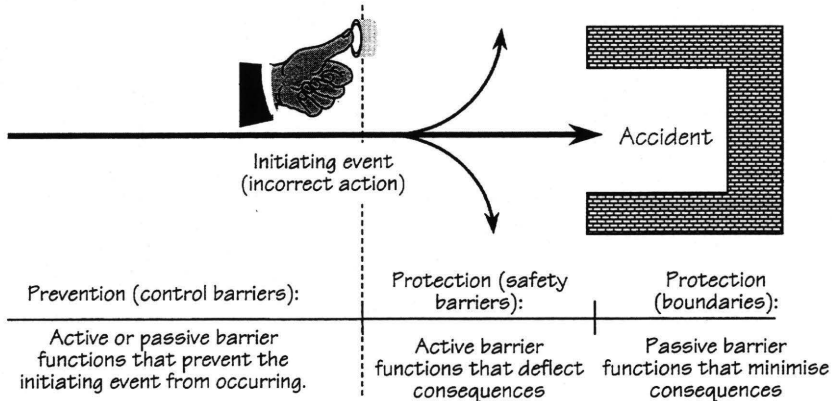 Accident
Initiating event
(incorrect action)
Prevention (control barriers):
Protection (safety
barriers):
Protection
(boundaries):
Active or passive barrier
functions that prevent the
initiating event from occurring.
Active barrier
functions that deflect
consequences
Passive barrier
functions that minimise
consequences